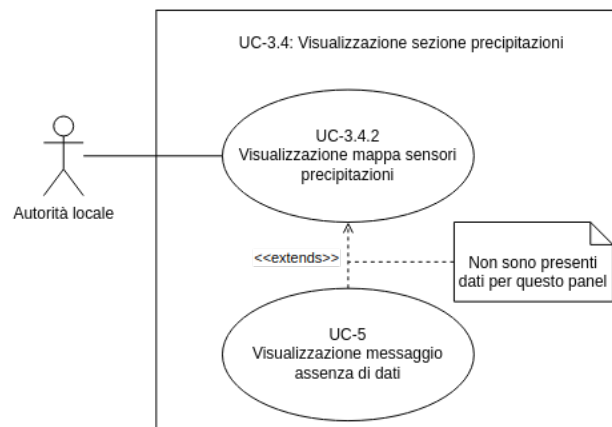 UC-3.4: Visualizzazione sezione precipitazioni
UC-3.4.2
Visualizzazione mappa sensori
precipitazioni
Autorità locale
<<extends>>
Non sono presenti
dati per questo panel
UC-5
Visualizzazione messaggio
assenza di dati